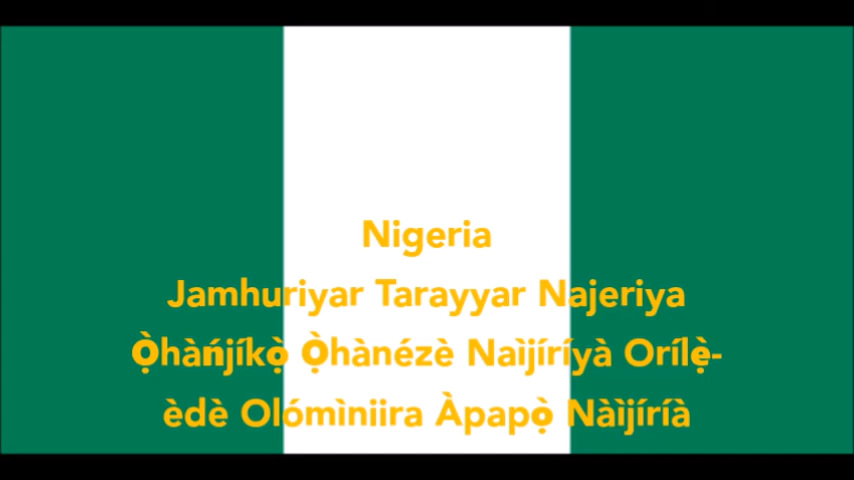 Nigeria
Jamhuriyar Tarayyar Najeriya
Ọ̀hàńjíkọ̀ Ọ̀hànézè Naìjíríyà Orílẹ̀-
èdè Olómìniira Àpapọ̀ Nàìjíríà